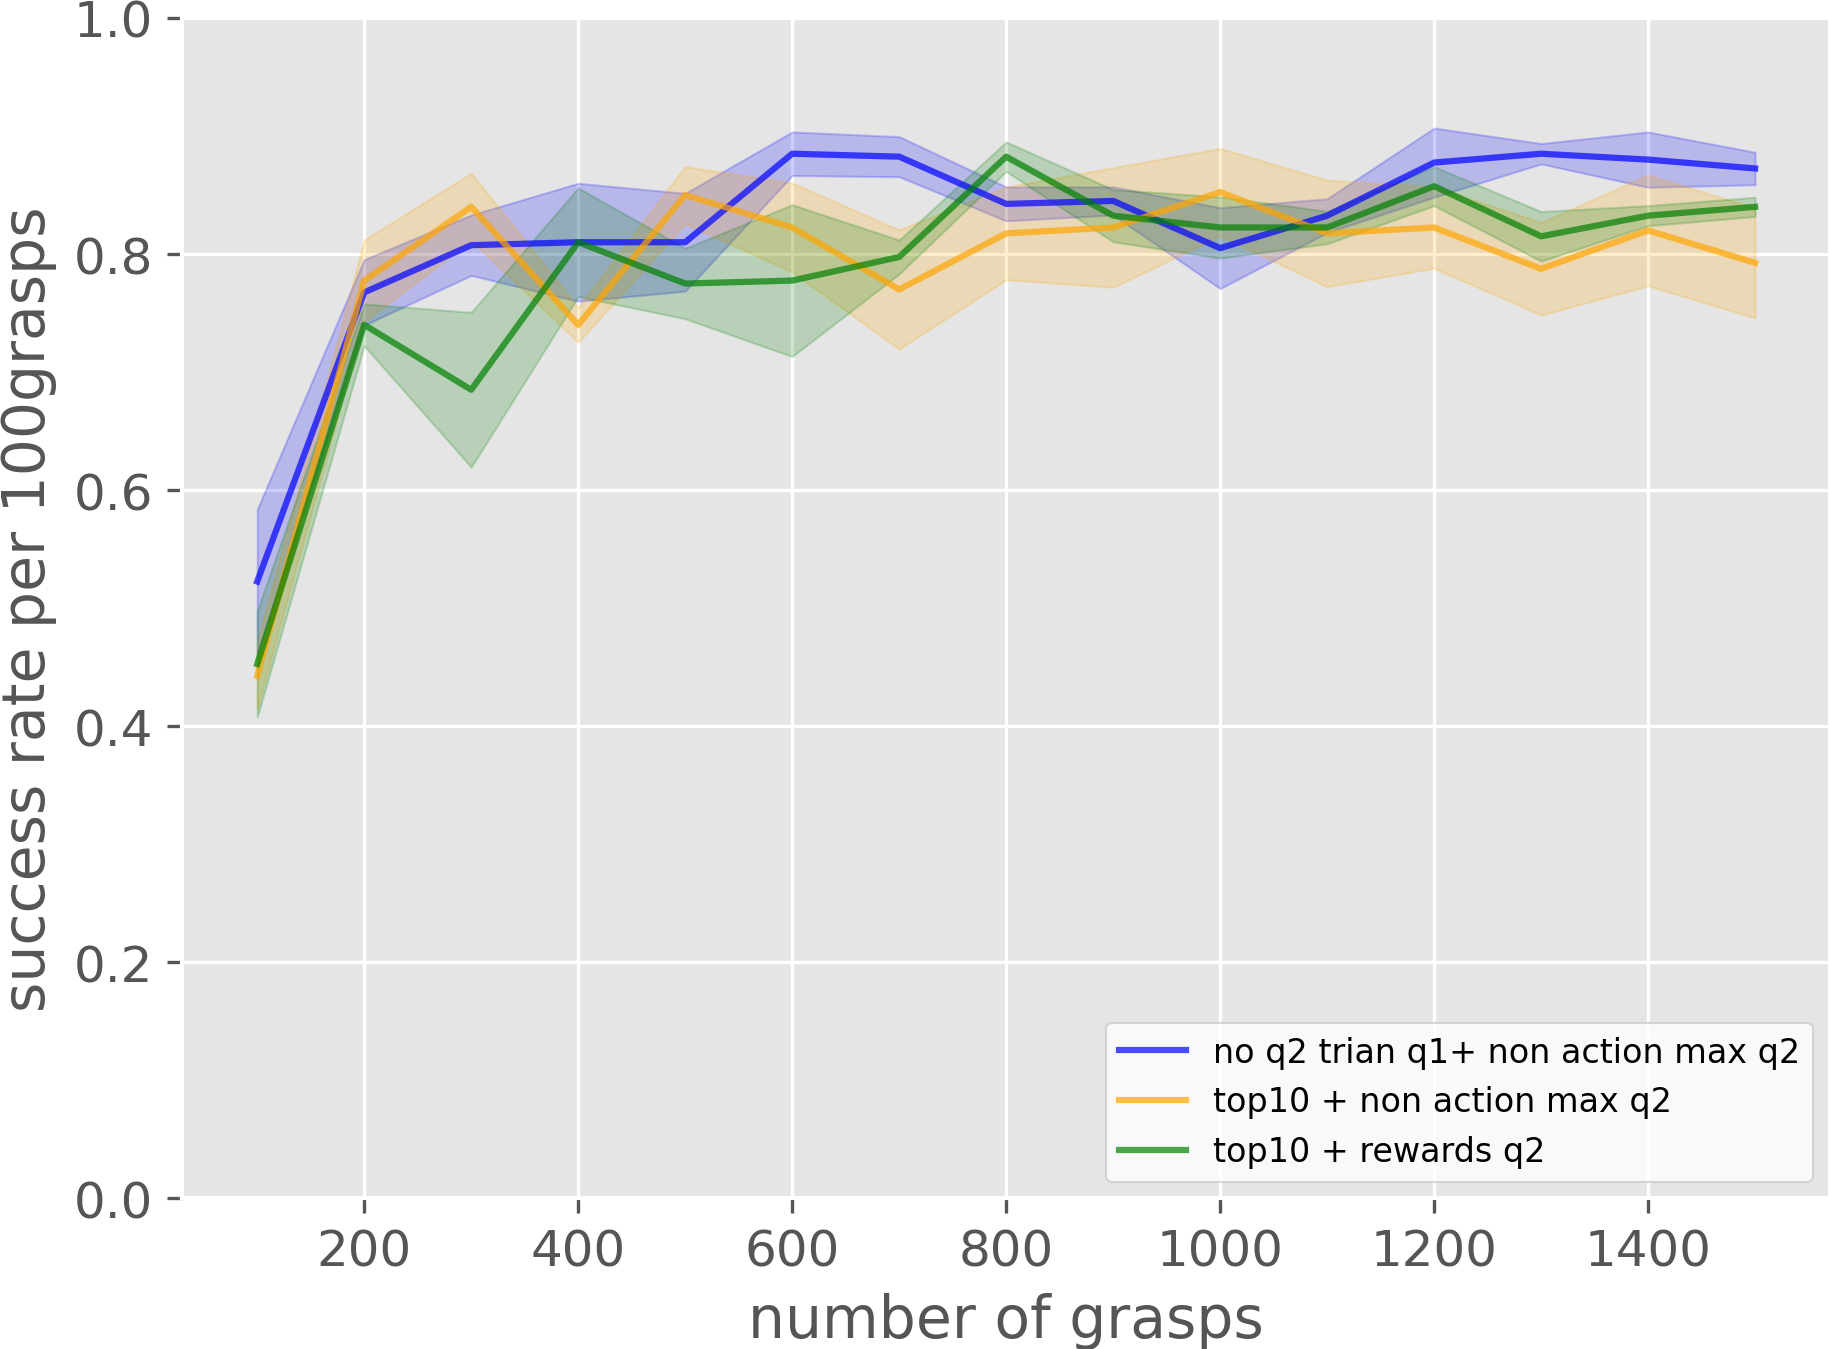 1.0
0.8
0.6
0.4
0.2
0.0
success rate per 100grasps
200 400 600 800 1000 1200 1400
number of grasps
no q2 trian q1+ non action max q2
top10 + non action max q2
top10 + rewards q2